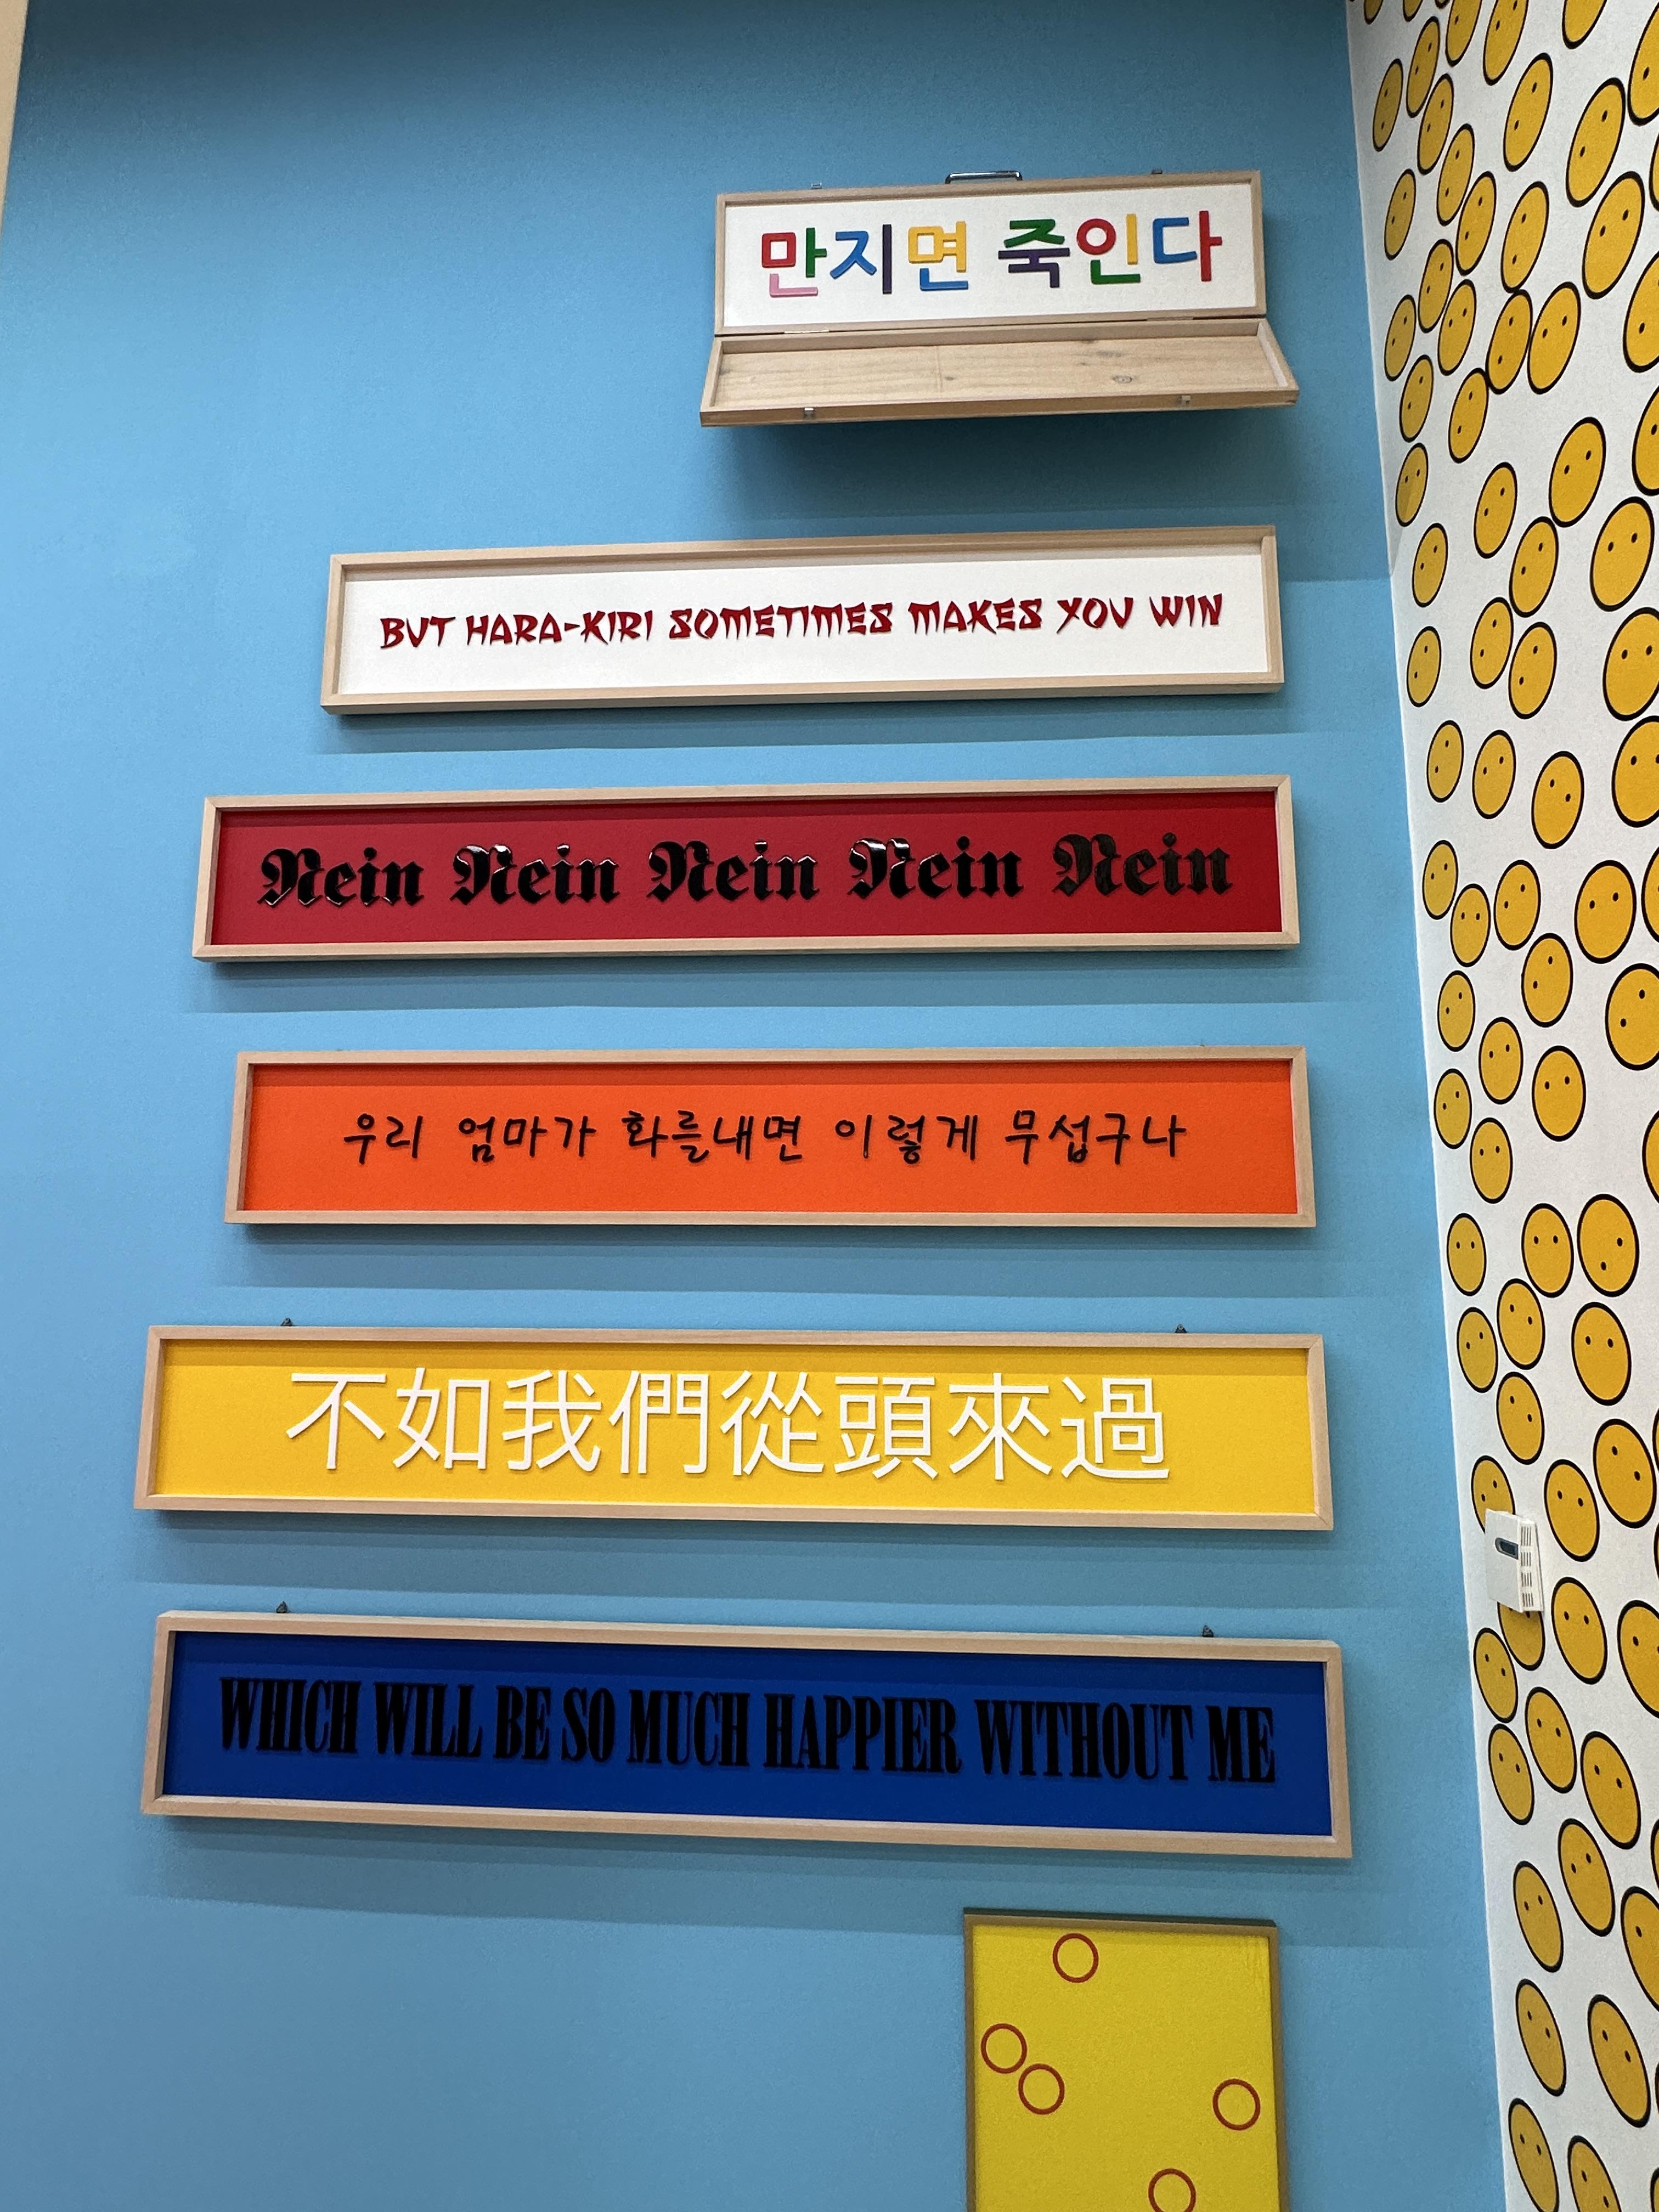 만지면 죽인다
BUT HARA-KIRI SOMETIMES MAKES YOU WIN
Nein Nein Nein Nein Nein
우리 엄마가 화를내면 이렇게 무섭구나
不如我們從頭來過
WHICH WILL BE SO MUCH HAPPIER WITHOUT ME